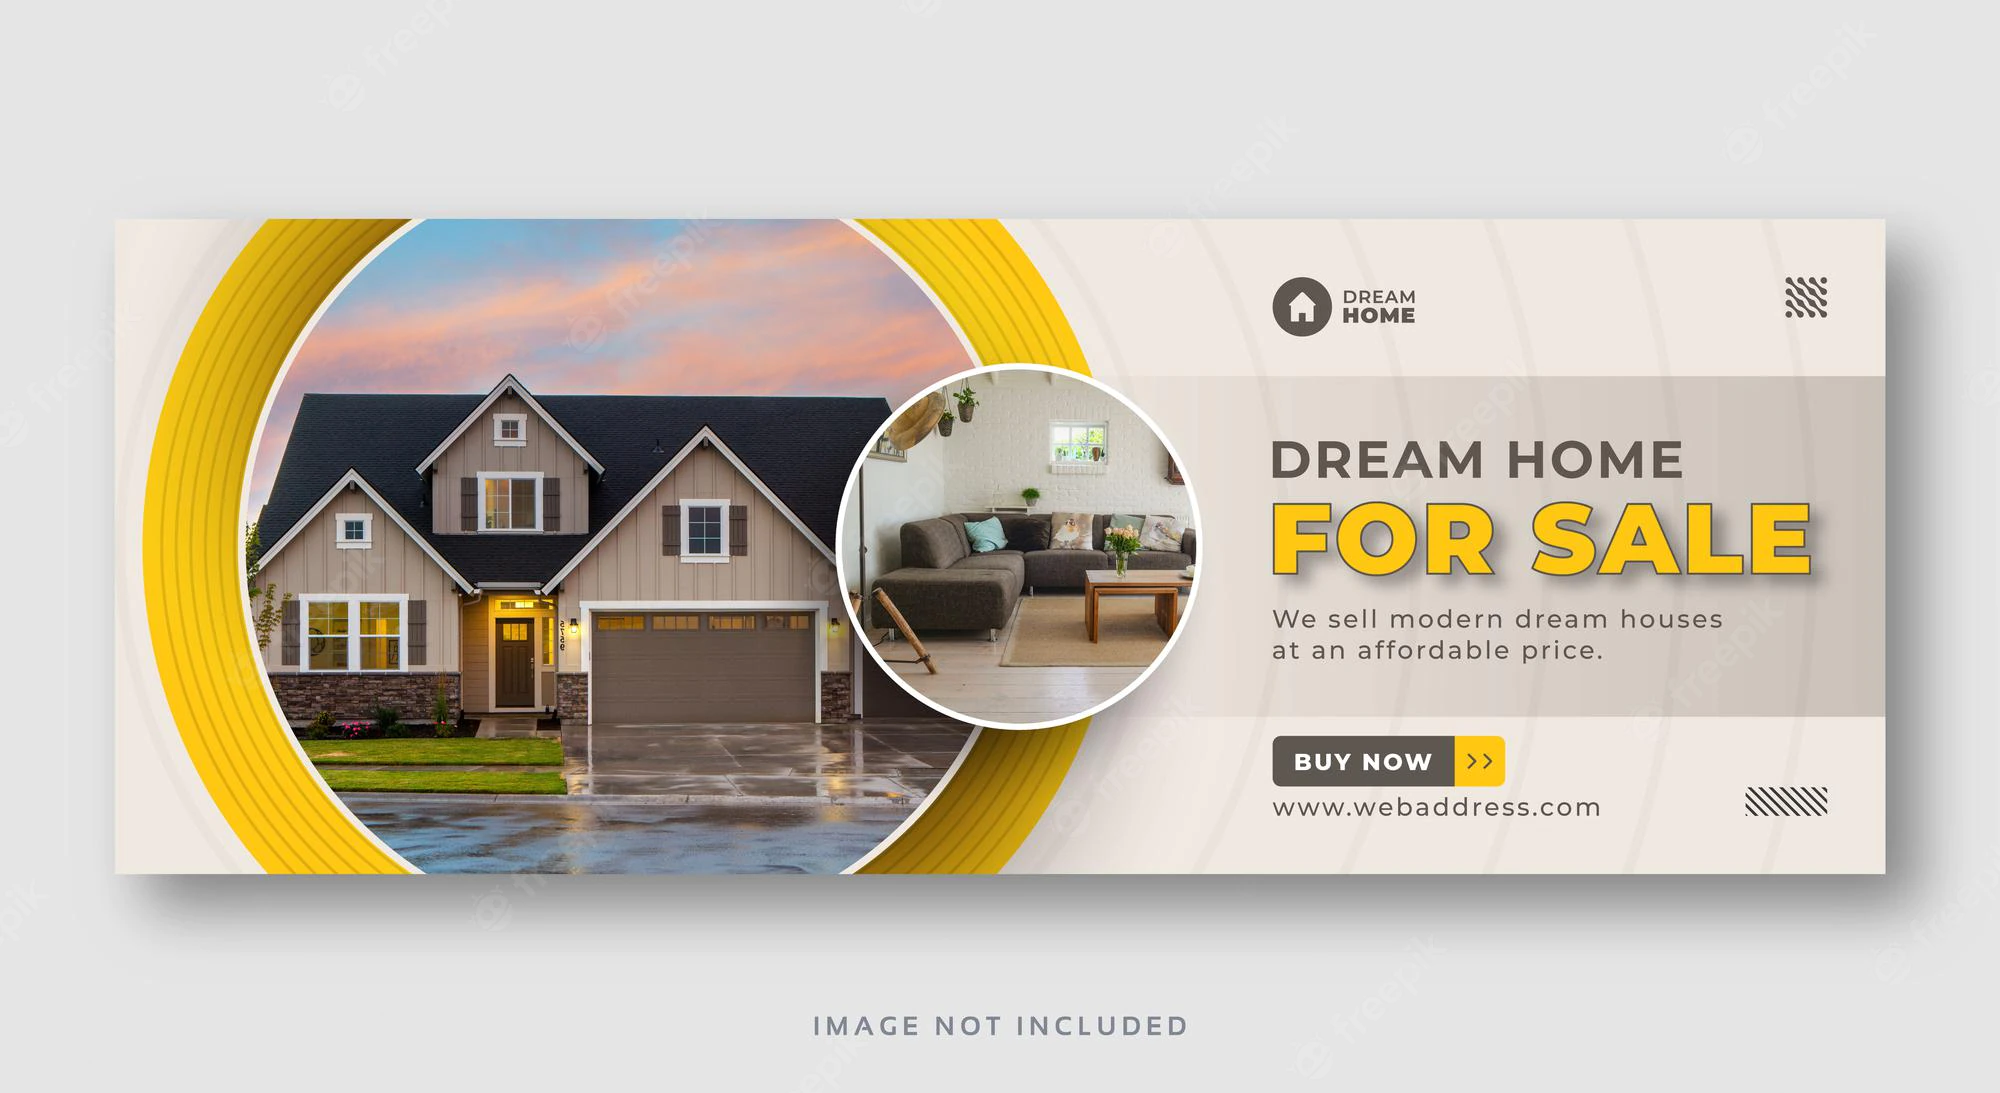 DREAM
HOME
DREAM HOME
FOR SALE
We sell modern dream houses
at an affordable price.
BUY NOW >>
www.webaddress.com
IMAGE NOT INCLUDED
freepik